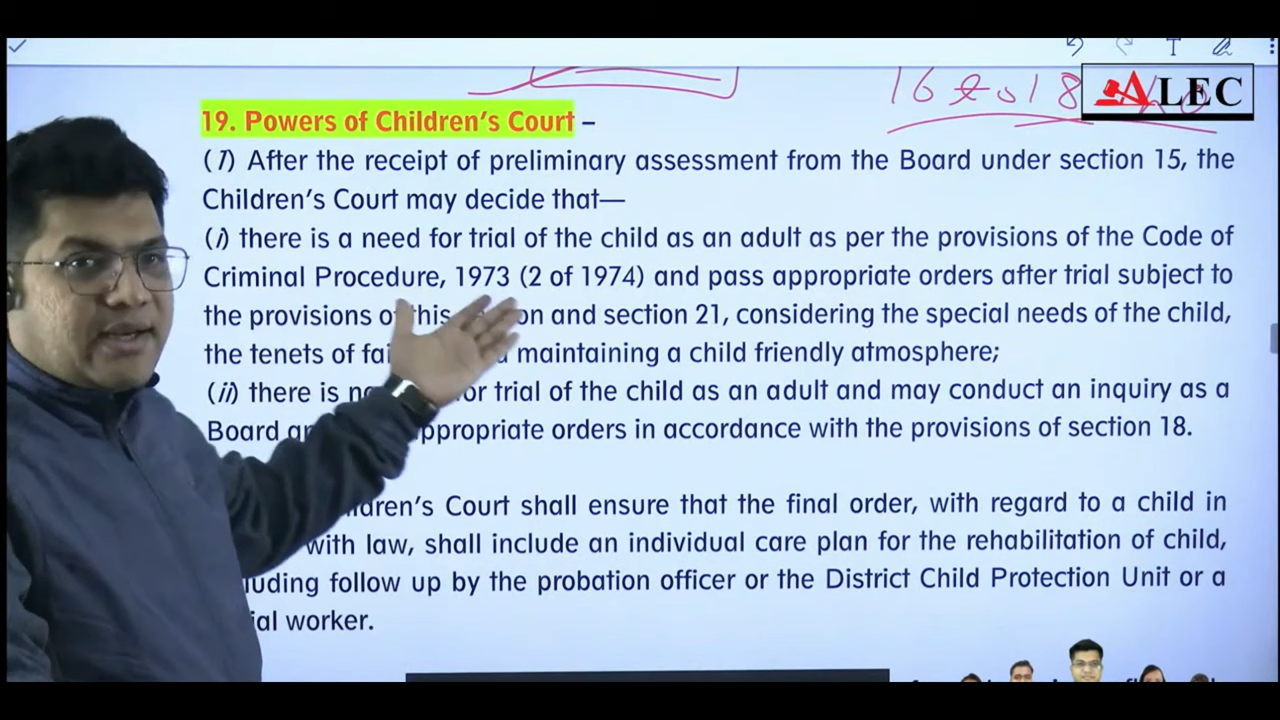 16 to 18
ALEC
19. Powers of Children's Court –
(1) After the receipt of preliminary assessment from the Board under section 15, the
Children's Court may decide that—
(i) there is a need for trial of the child as an adult as per the provisions of the Code of
Criminal Procedure, 1973 (2 of 1974) and pass appropriate orders after trial subject to
the provisions of this on and section 21, considering the special needs of the child,
the tenets of maintaining a child friendly atmosphere;
(ii) there is for trial of the child as an adult and may conduct an inquiry as a
Board appropriate orders in accordance with the provisions of section 18.
Court shall ensure that the final order, with regard to a child in
with law, shall include an individual care plan for the rehabilitation of child,
follow up by the probation officer or the District Child Protection Unit or a
worker.